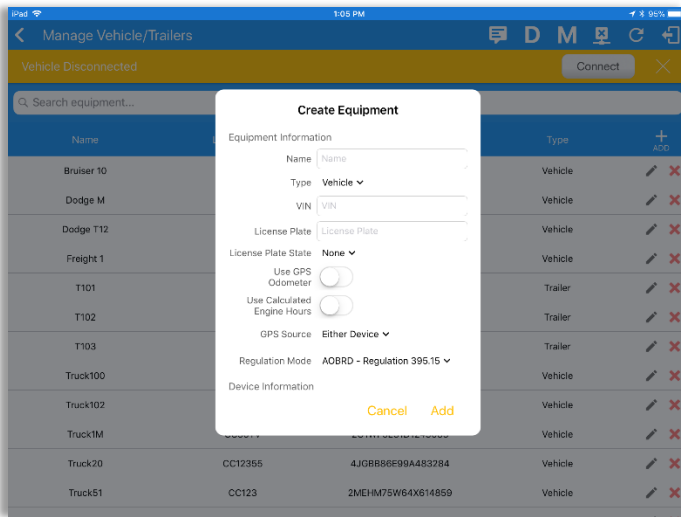 iPad 1:05 PM 95%
Manage Vehicle/Trailers D M
Vehicle Disconnected Connect
Search equipment...
Name Type ADD
Create Equipment
Equipment Information
Name Name
Type Vehicle
VIN VIN
License Plate License Plate
License Plate State None
Use GPS
Odometer
Use Calculated
Engine Hours
GPS Source Either Device
Regulation Mode AOBRD - Regulation 395.15
Device Information
Cancel Add
Bruiser 10 Vehicle
Dodge M Vehicle
Dodge T12 Vehicle
Freight 1 Vehicle
T101 Trailer
T102 Trailer
T103 Trailer
Truck100 Vehicle
Truck102 Vehicle
Truck1M Vehicle
Truck20 CC12355 4JGBB86E99A483284 Vehicle
Truck51 CC123 2MEHM75W64X614859 Vehicle